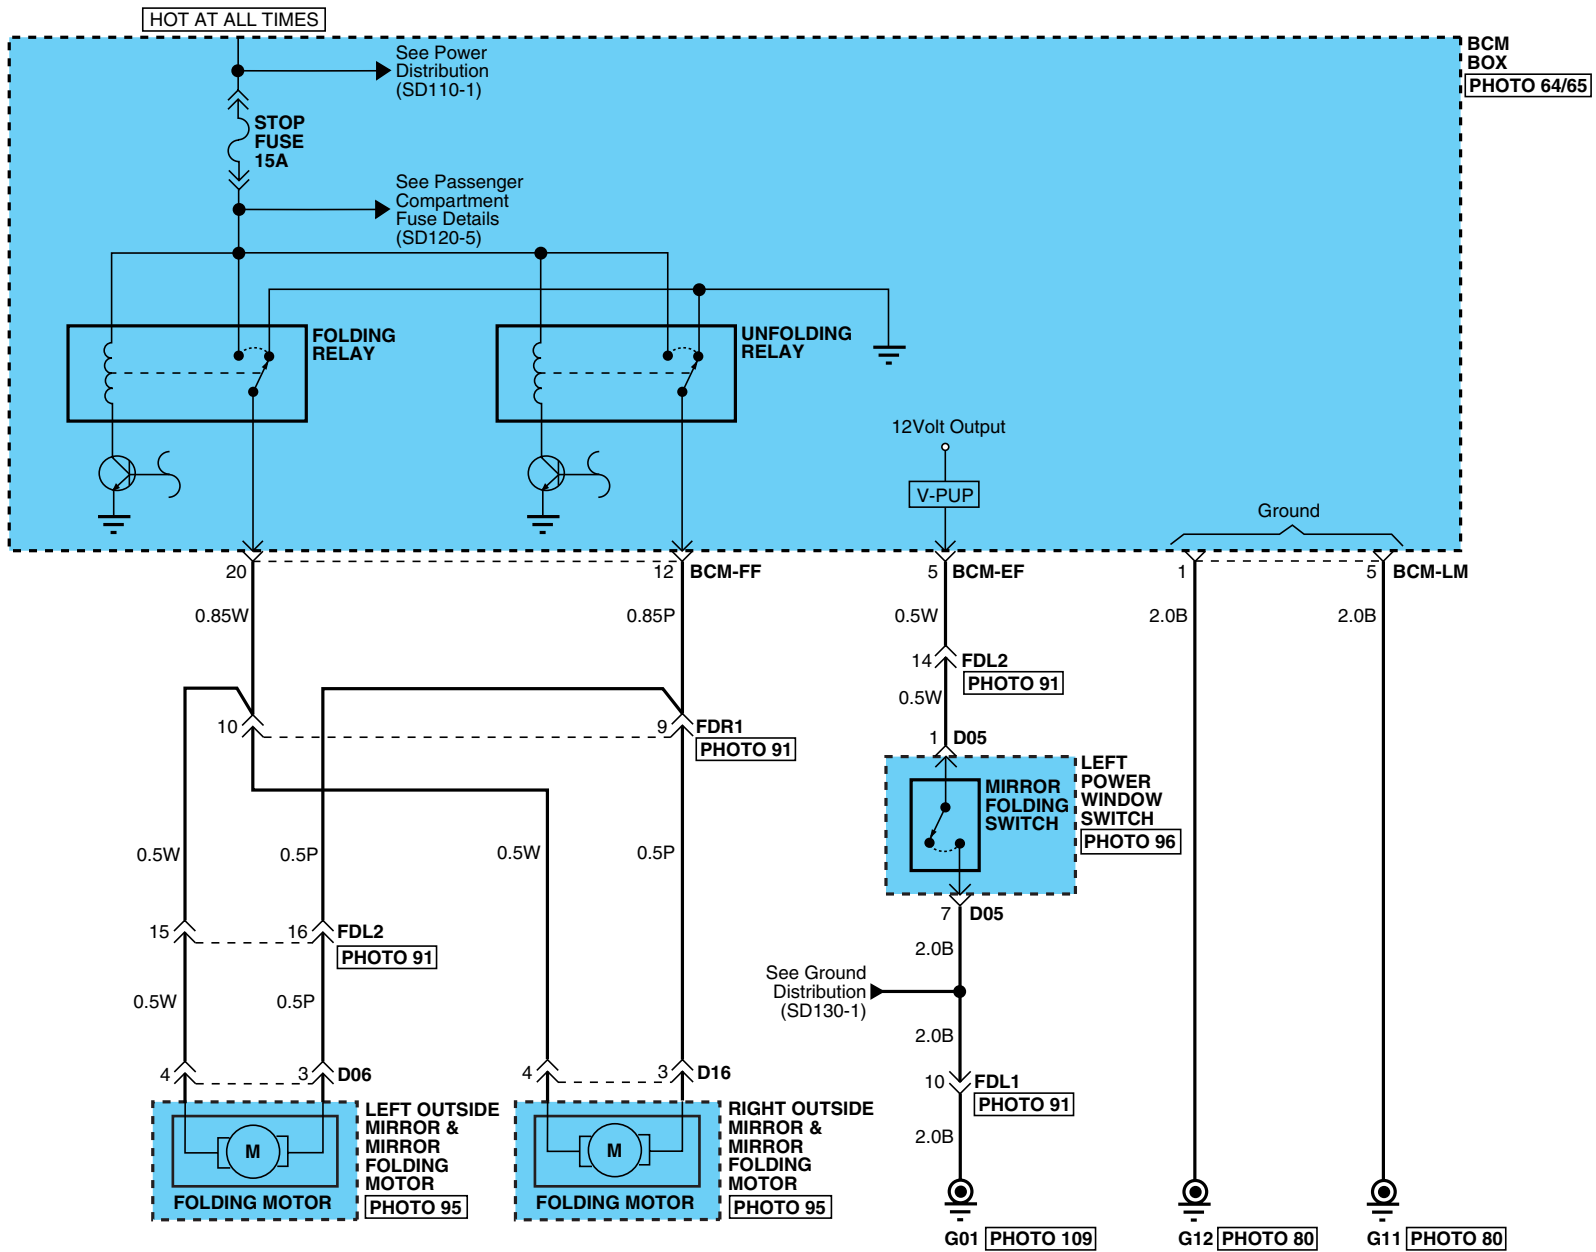 HOT AT ALL TIMES
BCM
BOX
PHOTO 64/65
See Power
Distribution
(SD110-1)
STOP
FUSE
15A
See Passenger
Compartment
Fuse Details
(SD120-5)
FOLDING
RELAY
UNFOLDING
RELAY
12Volt Output
V-PUP
Ground
20
12
BCM-FF
5
BCM-EF
1
5
BCM-LM
0.85W
0.85P
0.5W
2.0B
2.0B
14
FDL2
PHOTO 91
0.5W
10
9
FDR1
PHOTO 91
1
D05
MIRROR
FOLDING
SWITCH
LEFT
POWER
WINDOW
SWITCH
PHOTO 96
0.5W
0.5P
0.5W
0.5P
7
D05
15
16
FDL2
PHOTO 91
2.0B
See Ground
Distribution
(SD130-1)
0.5W
0.5P
2.0B
4
3
D06
4
3
D16
10
FDL1
PHOTO 91
2.0B
M
FOLDING MOTOR
LEFT OUTSIDE
MIRROR &
MIRROR
FOLDING
MOTOR
PHOTO 95
M
FOLDING MOTOR
RIGHT OUTSIDE
MIRROR &
MIRROR
FOLDING
MOTOR
PHOTO 95
G01
PHOTO 109
G12
PHOTO 80
G11
PHOTO 80